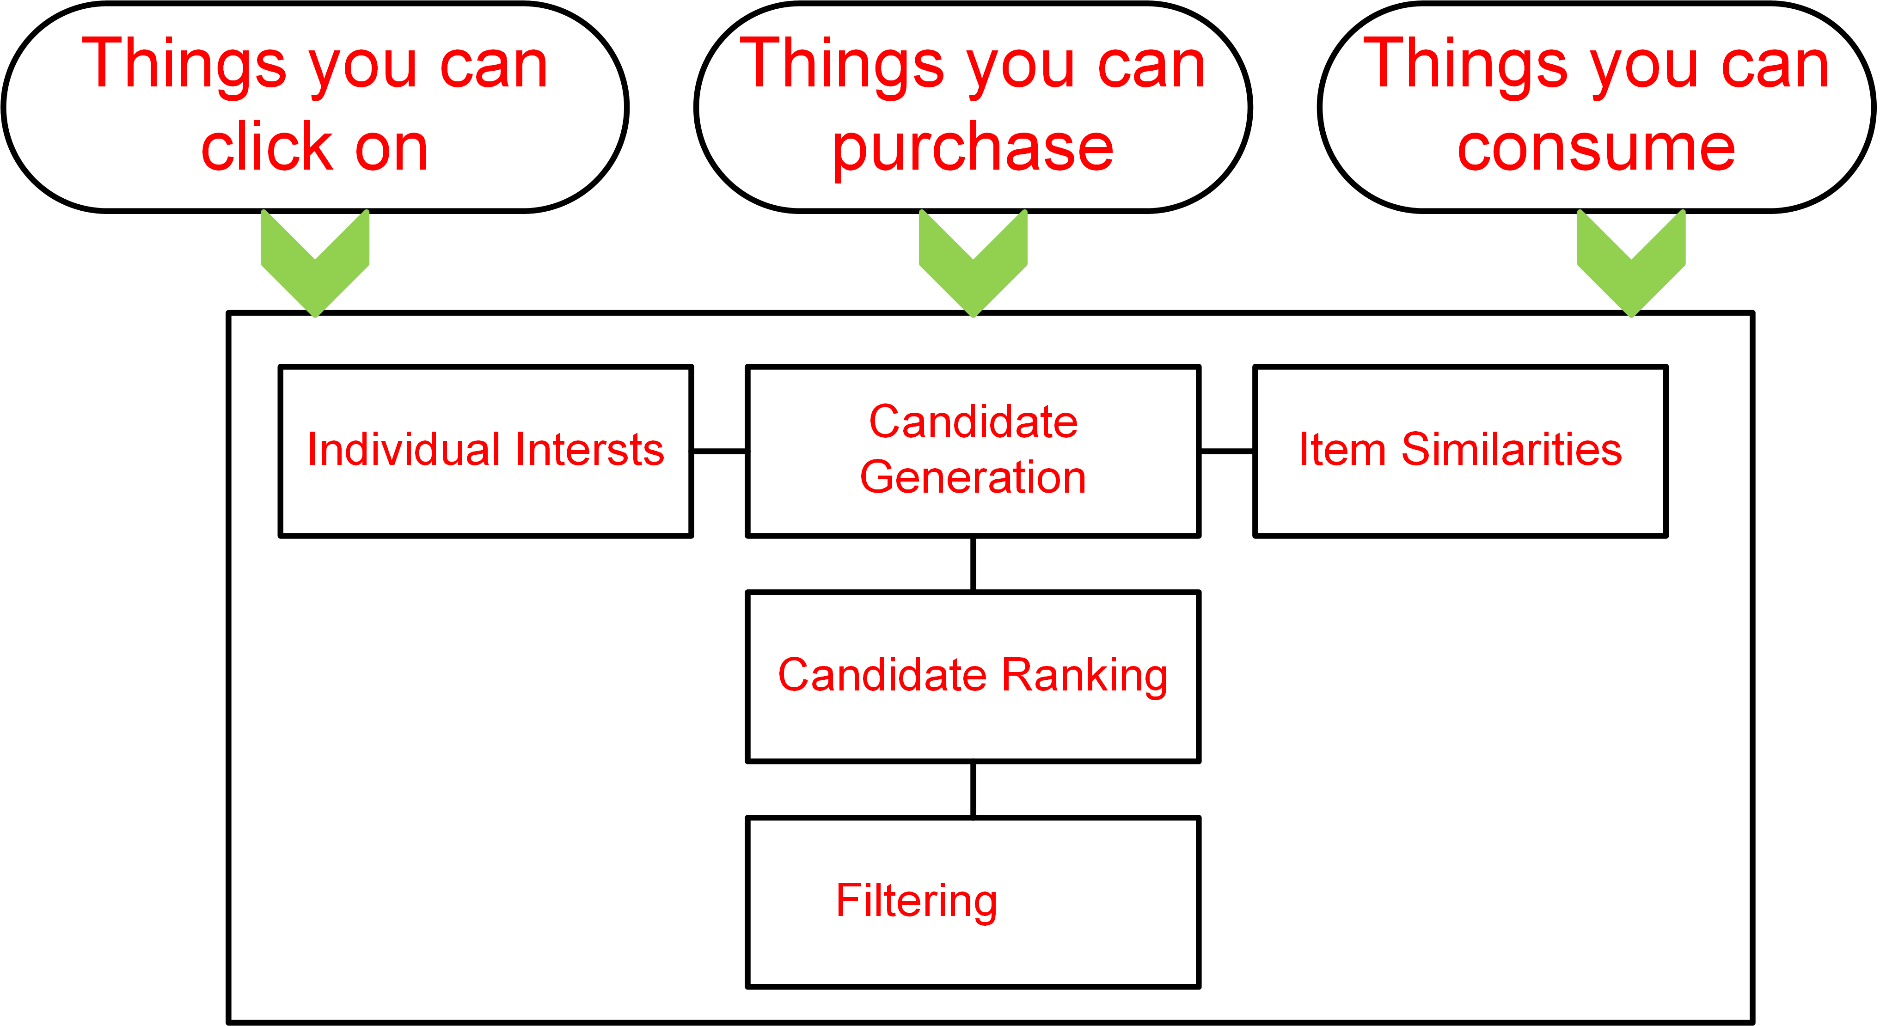 Things you can
click on
Things you can
purchase
Things you can
consume
Individual Intersts
Candidate
Generation
Item Similarities
Candidate Ranking
Filtering